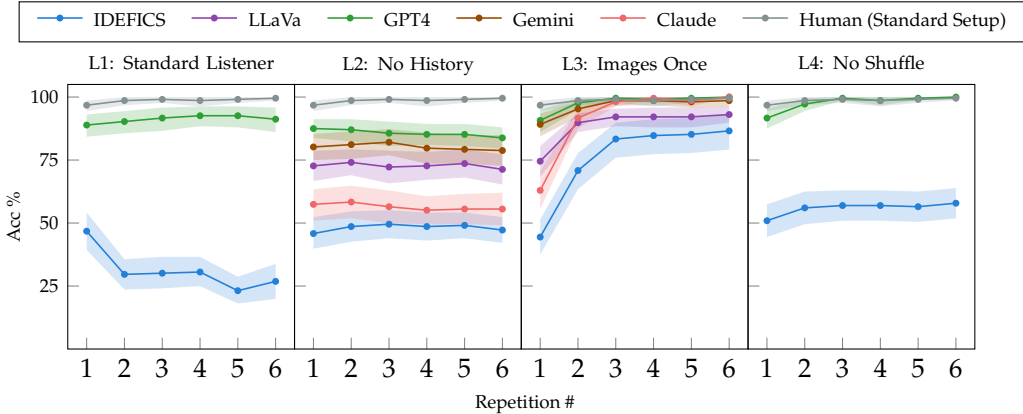 IDEFICS LLaVa GPT4 Gemini Claude Human (Standard Setup)
L1: Standard Listener L2: No History L3: Images Once L4: No Shuffle
100
75
50
25
Acc %
1 2 3 4 5 6 1 2 3 4 5 6 1 2 3 4 5 6 1 2 3 4 5 6
Repetition #